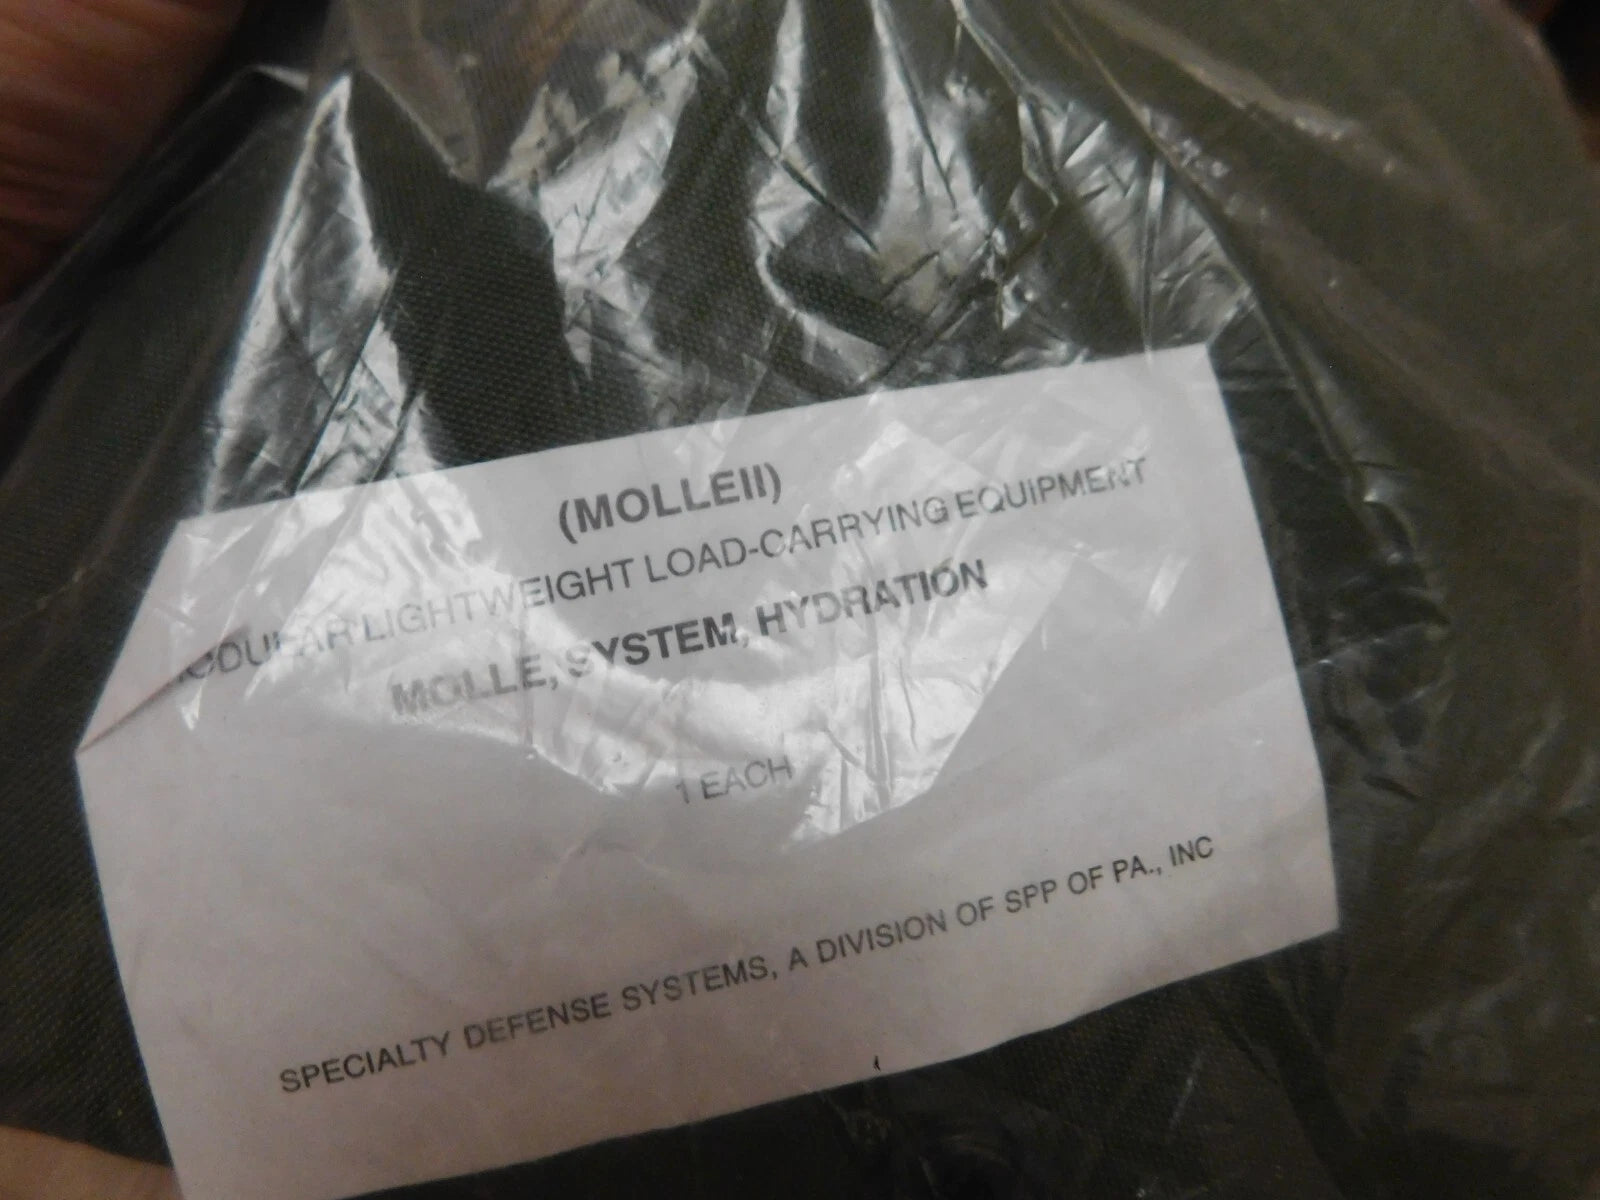 (MOLLEII)
MODULAR LIGHTWEIGHT LOAD-CARRYING EQUIPMENT
MOLLE, SYSTEM, HYDRATION
1 EACH
SPECIALTY DEFENSE SYSTEMS, A DIVISION OF SPP OF PA., INC